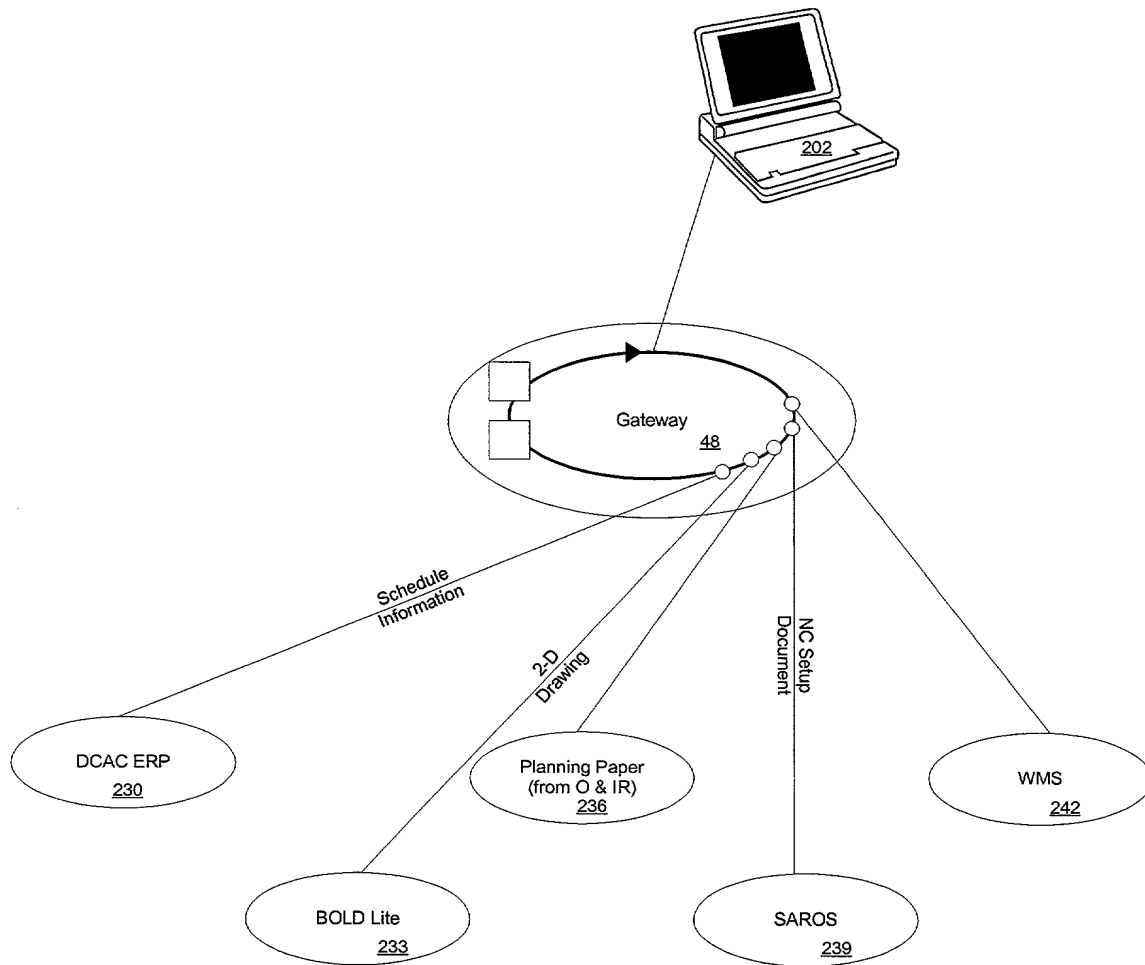 202
Gateway
48
Schedule
Information
2-D
Drawing
NC Setup
Document
DCAC ERP
230
Planning Paper
(from O & IR)
236
WMS
242
BOLD Lite
233
SAROS
239